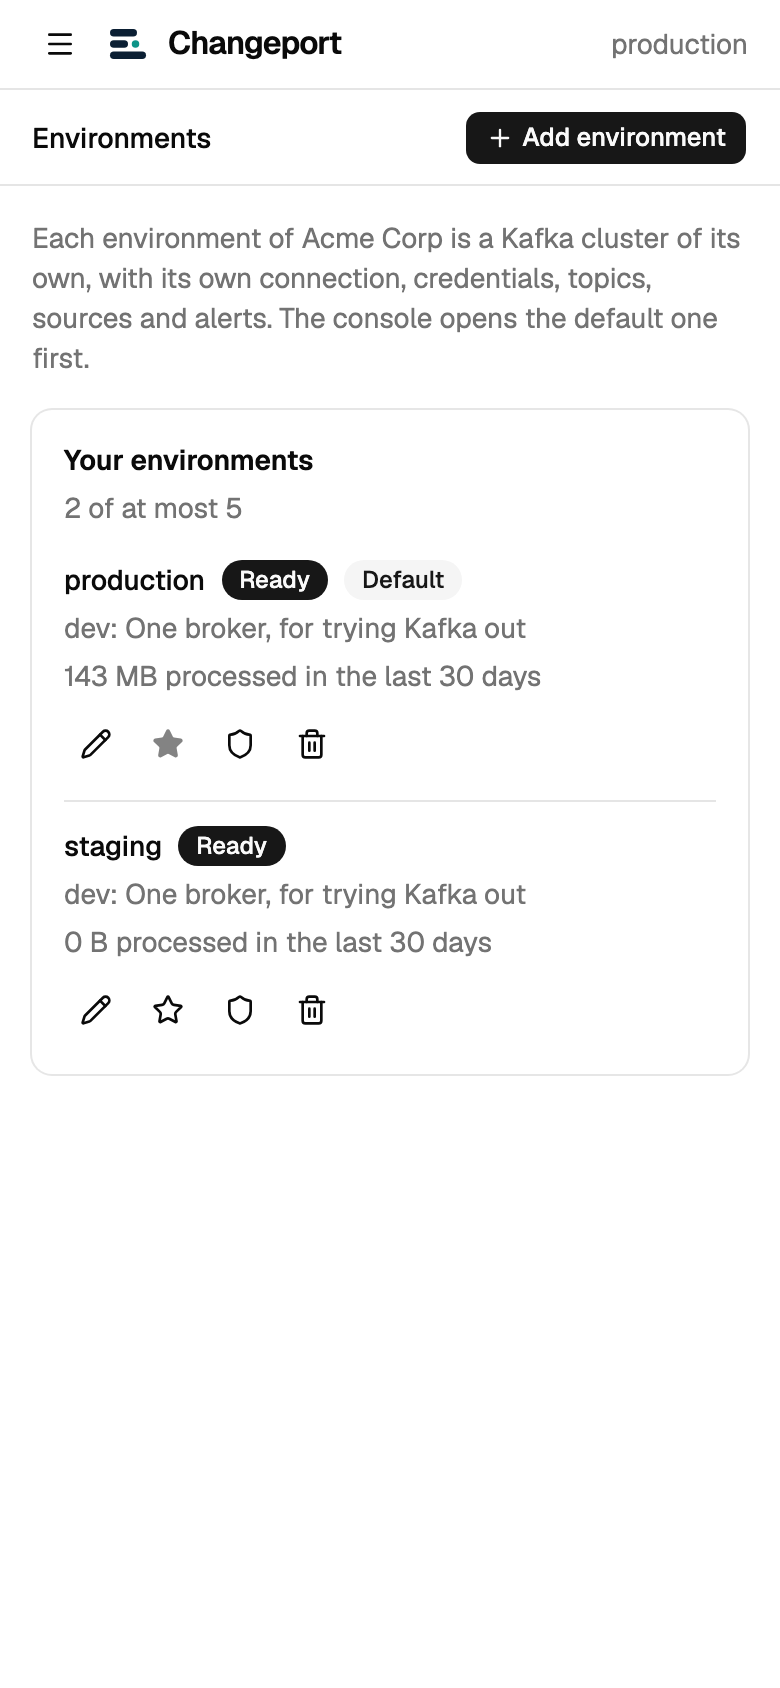 Changeport
production
Environments
+ Add environment
Each environment of Acme Corp is a Kafka cluster of its
own, with its own connection, credentials, topics,
sources and alerts. The console opens the default one
first.
Your environments
2 of at most 5
production Ready Default
dev: One broker, for trying Kafka out
143 MB processed in the last 30 days
staging Ready
dev: One broker, for trying Kafka out
0 B processed in the last 30 days